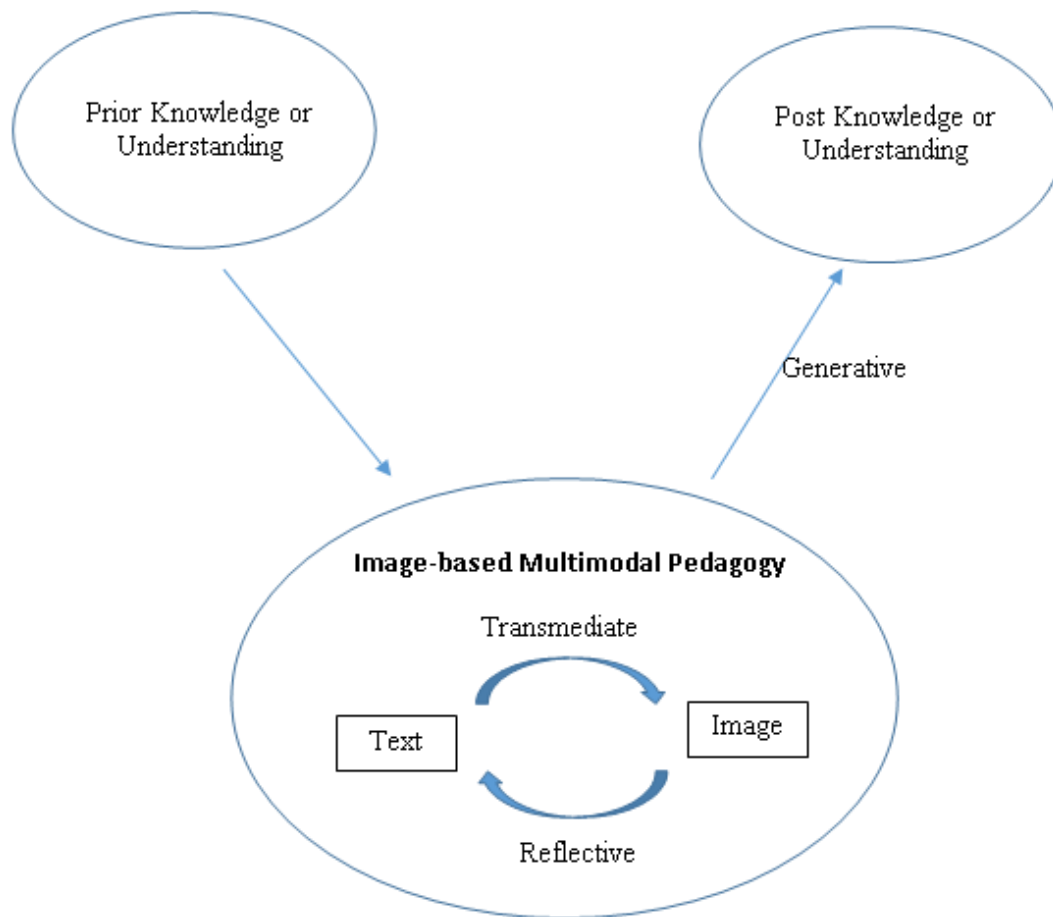 Prior Knowledge or
Understanding
Post Knowledge or
Understanding
Generative
Image-based Multimodal Pedagogy
Transmediate
Text
Image
Reflective